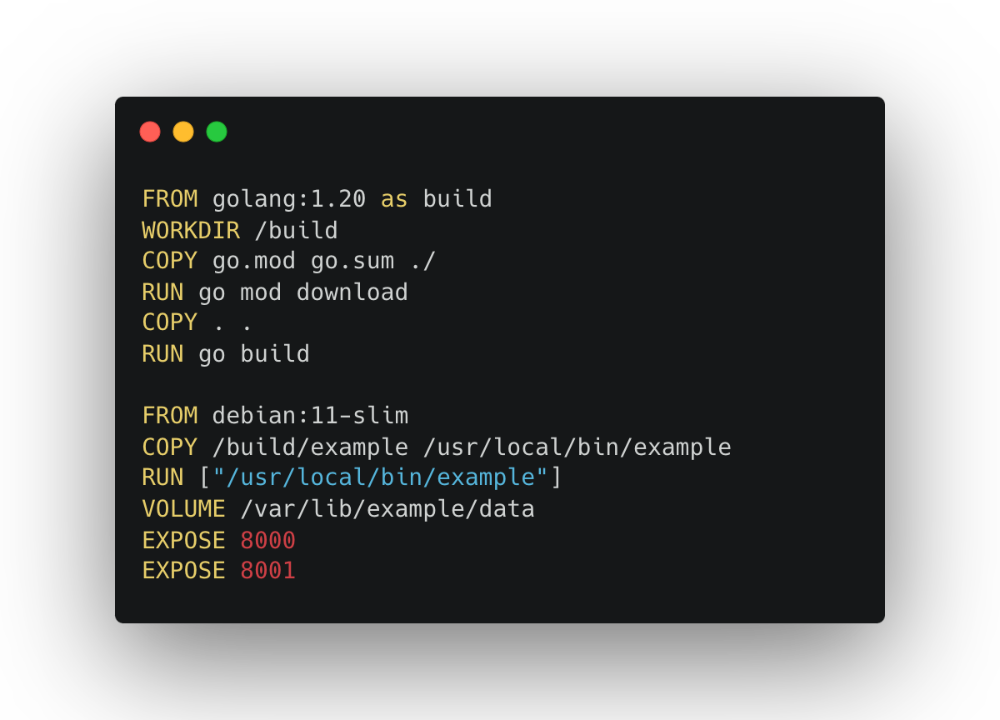 FROM golang:1.20 as build
WORKDIR /build
COPY go.mod go.sum ./
RUN go mod download
COPY . .
RUN go build

FROM debian:11-slim
COPY /build/example /usr/local/bin/example
RUN ["/usr/local/bin/example"]
VOLUME /var/lib/example/data
EXPOSE 8000
EXPOSE 8001